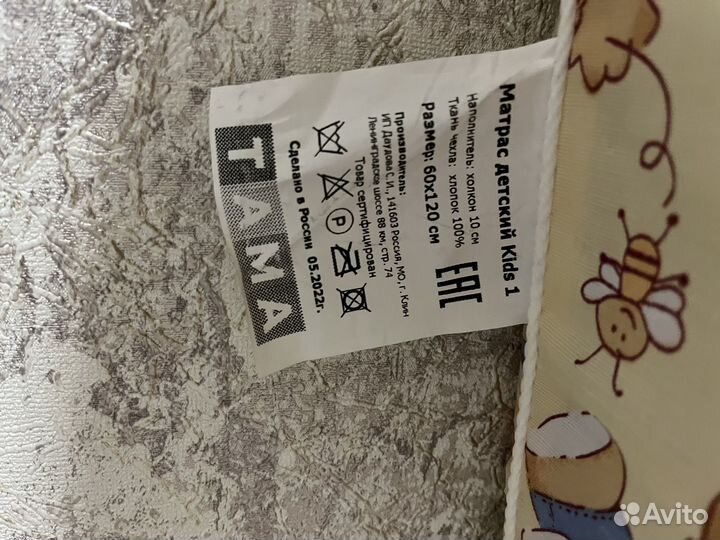 Матрас детский Kids 1
Наполнитель: холкон 10 см
Ткань чехла: хлопок 100%
Размер: 60х120 см
EAC
Производитель:
ИП Даудова С.И., 141603 Россия, МО, г. Клин
Ленинградское шоссе 88 км, стр. 74
Товар сертифицирован
P
Сделано в России 05.2022г.
ТАМА
Avito